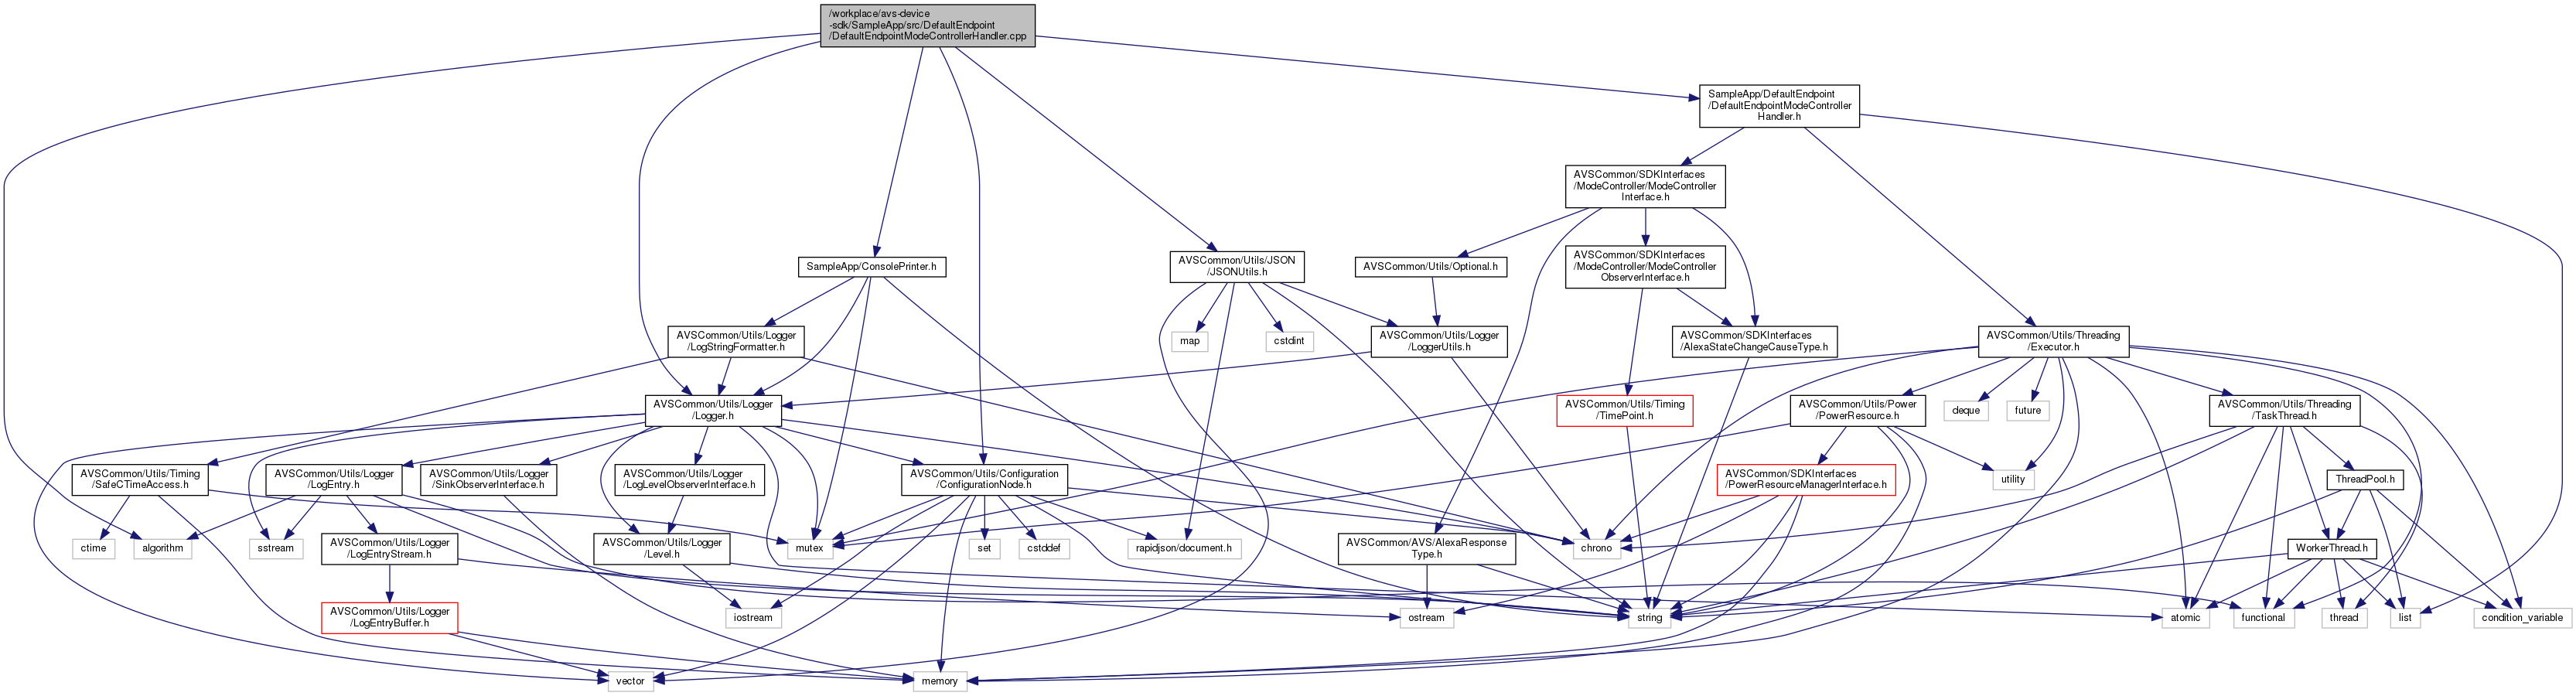 /workplace/avs-device
-sdk/SampleApp/src/DefaultEndpoint
/DefaultEndpointModeControllerHandler.cpp
SampleApp/DefaultEndpoint
/DefaultEndpointModeController
Handler.h
AVSCommon/SDKInterfaces
/ModeController/ModeController
Interface.h
SampleApp/ConsolePrinter.h
AVSCommon/Utils/JSON
/JSONUtils.h
AVSCommon/Utils/Optional.h
AVSCommon/SDKInterfaces
/ModeController/ModeController
ObserverInterface.h
AVSCommon/Utils/Logger
/LogStringFormatter.h
map
cstdint
AVSCommon/Utils/Logger
/LoggerUtils.h
AVSCommon/SDKInterfaces
/AlexaStateChangeCauseType.h
AVSCommon/Utils/Threading
/Executor.h
AVSCommon/Utils/Logger
/Logger.h
AVSCommon/Utils/Timing
/TimePoint.h
AVSCommon/Utils/Power
/PowerResource.h
deque
future
AVSCommon/Utils/Threading
/TaskThread.h
AVSCommon/Utils/Timing
/SafeCTimeAccess.h
AVSCommon/Utils/Logger
/LogEntry.h
AVSCommon/Utils/Logger
/SinkObserverInterface.h
AVSCommon/Utils/Logger
/LogLevelObserverInterface.h
AVSCommon/Utils/Configuration
/ConfigurationNode.h
AVSCommon/SDKInterfaces
/PowerResourceManagerInterface.h
utility
ThreadPool.h
ctime
algorithm
sstream
AVSCommon/Utils/Logger
/LogEntryStream.h
AVSCommon/Utils/Logger
/Level.h
mutex
set
cstddef
rapidjson/document.h
AVSCommon/AVS/AlexaResponse
Type.h
chrono
WorkerThread.h
AVSCommon/Utils/Logger
/LogEntryBuffer.h
iostream
ostream
string
atomic
functional
thread
list
condition_variable
vector
memory